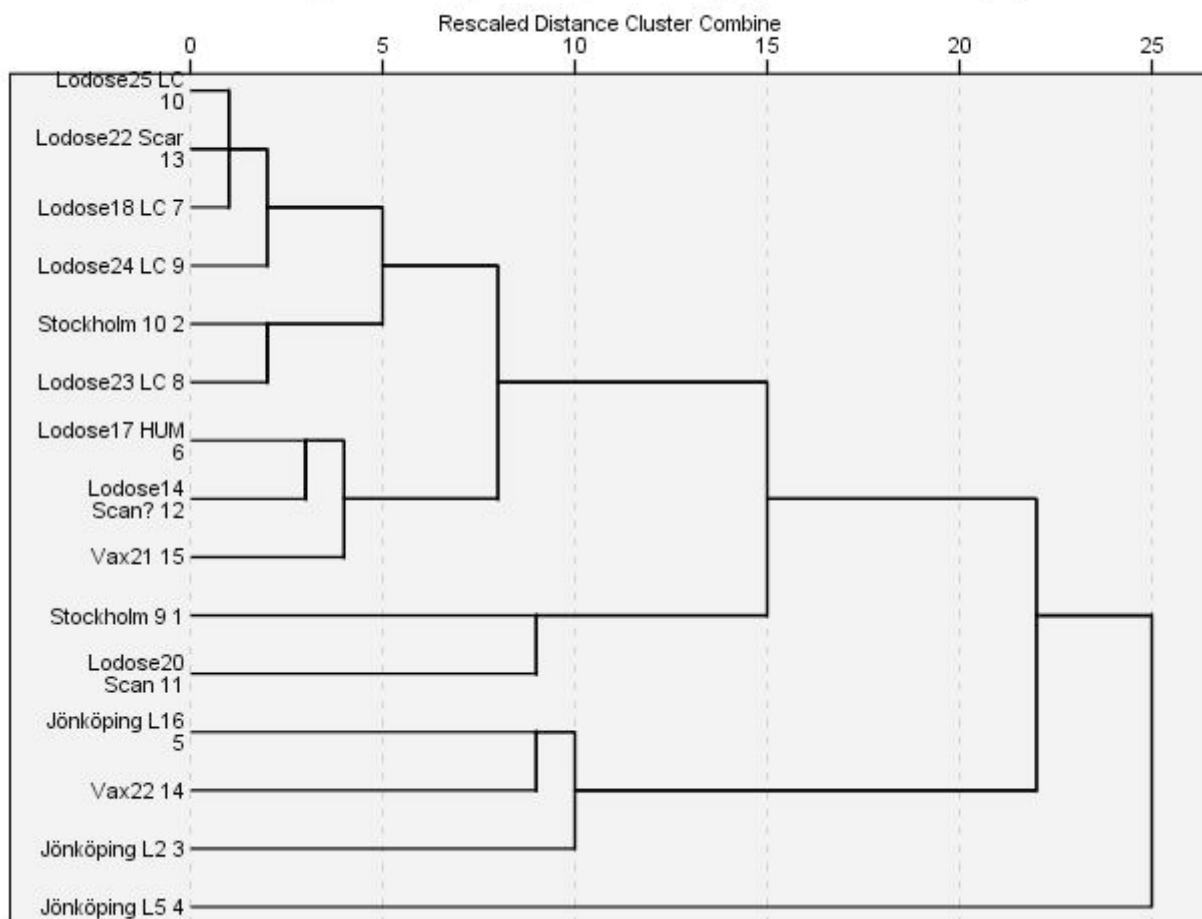 Rescaled Distance Cluster Combine
0 5 10 15 20 25
Lodose25 LC
10
Lodose22 Scar
13
Lodose18 LC 7
Lodose24 LC 9
Stockholm 10 2
Lodose23 LC 8
Lodose17 HUM
6
Lodose14
Scan? 12
Vax21 15
Stockholm 9 1
Lodose20
Scan 11
Jönköping L16
5
Vax22 14
Jönköping L2 3
Jönköping L5 4